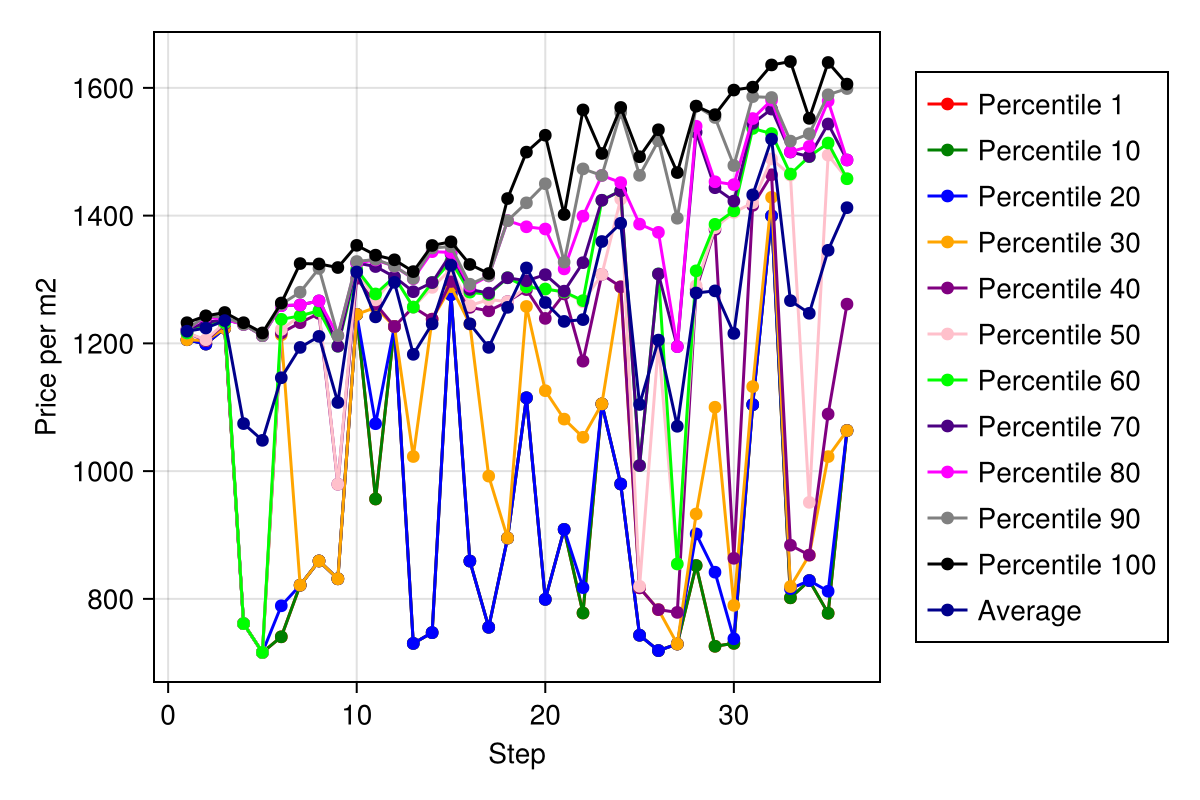 1600
1400
1200
1000
800
Price per m2
0
10
20
30
Step
Percentile 1
Percentile 10
Percentile 20
Percentile 30
Percentile 40
Percentile 50
Percentile 60
Percentile 70
Percentile 80
Percentile 90
Percentile 100
Average